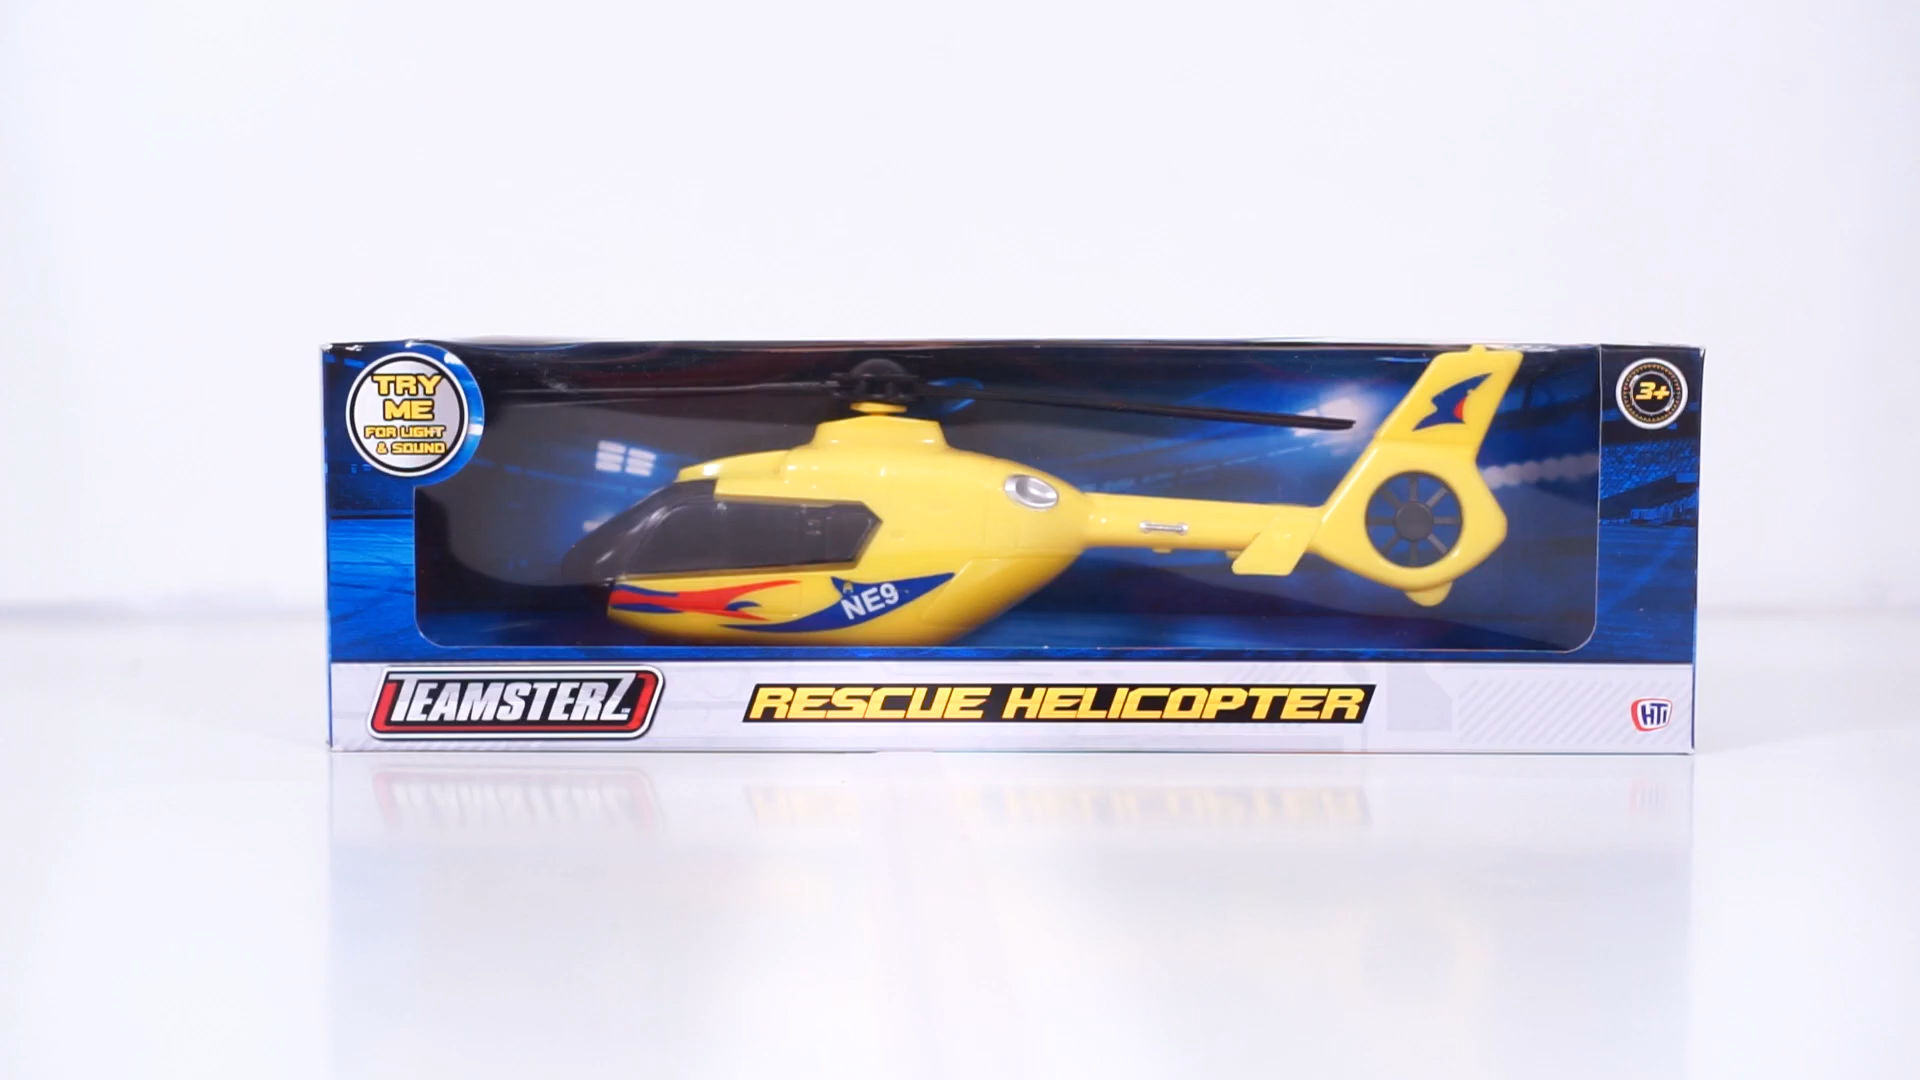 TRY
ME
FOR LIGHT
& SOUND
3+
NE9
TEAMSTERZ
RESCUE HELICOPTER
HTI